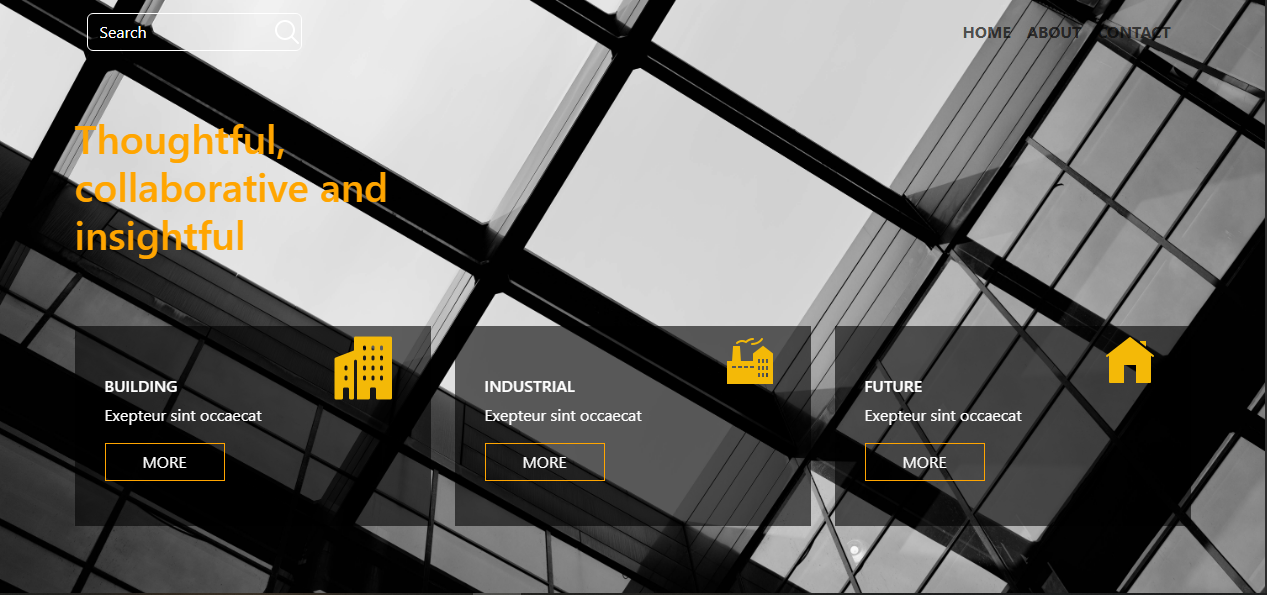 Search
HOME ABOUT CONTACT
Thoughtful,
collaborative and
insightful
BUILDING
Exepteur sint occaecat
MORE
INDUSTRIAL
Exepteur sint occaecat
MORE
FUTURE
Exepteur sint occaecat
MORE